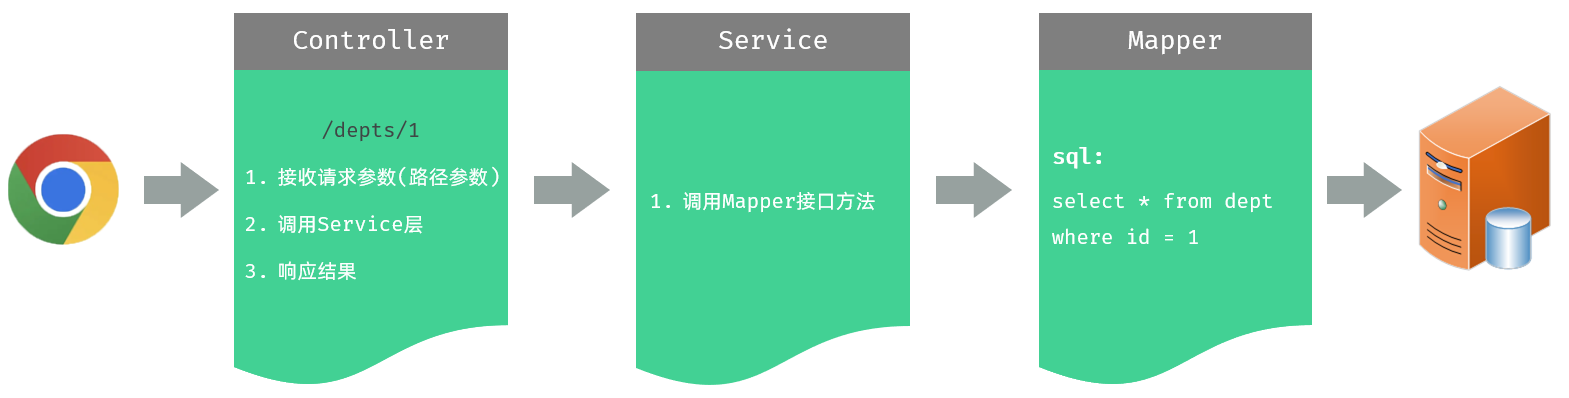 Controller
/depts/1
1. 接收请求参数(路径参数)
2. 调用Service层
3. 响应结果
Service
1. 调用Mapper接口方法
Mapper
sql:
select * from dept
where id = 1